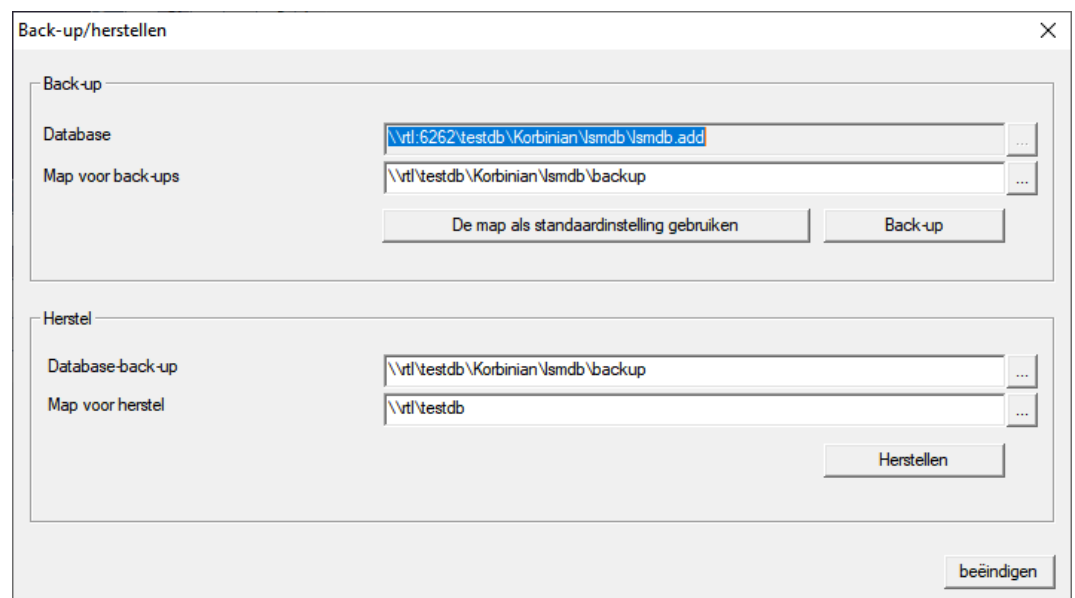 Back-up/herstellen
Back-up
Database \\rtl:6262\testdb\Korbinian\lsmdb\lsmdb.add ...
Map voor back-ups \\rtl\testdb\Korbinian\lsmdb\backup ...
De map als standaardinstelling gebruiken Back-up
Herstel
Database-back-up \\rtl\testdb\Korbinian\lsmdb\backup ...
Map voor herstel \\rtl\testdb ...
Herstellen
beëindigen